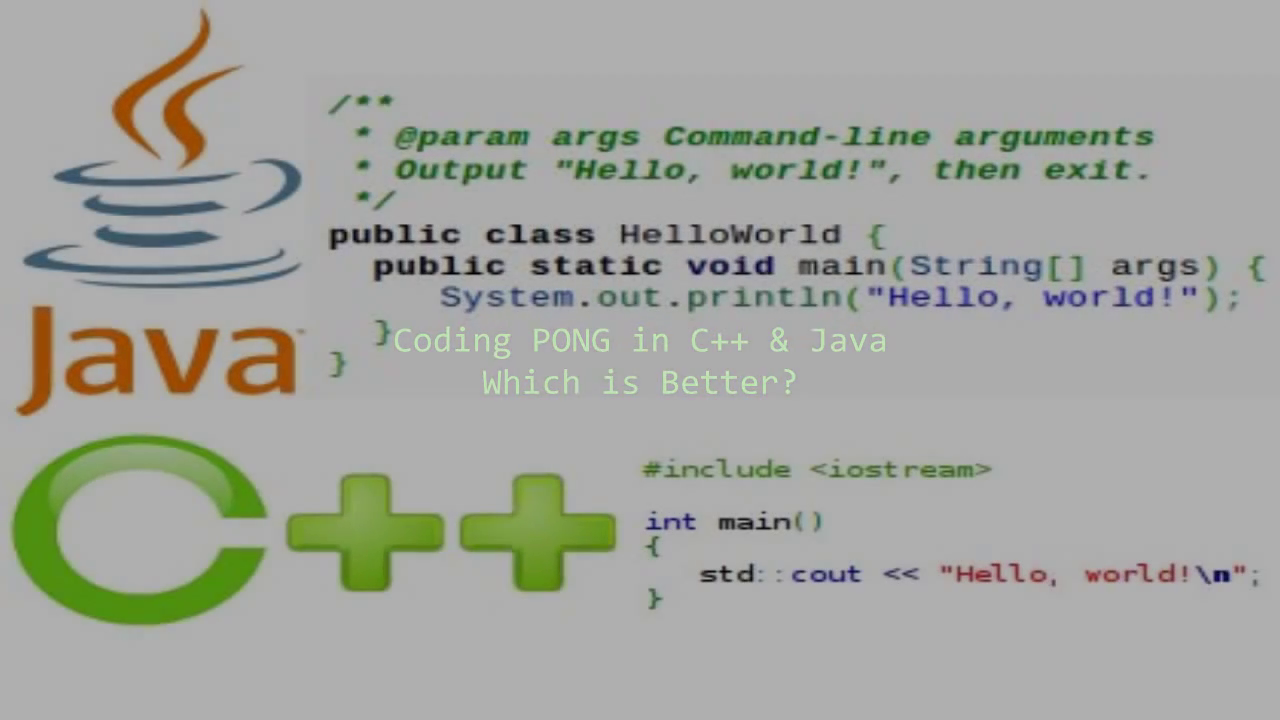 Java
/**
* @param args Command-line arguments
* Output "Hello, world!", then exit.
*/
public class HelloWorld {
public static void main(String[] args) {
System.out.println("Hello, world!");
}
}
Coding PONG in C++ & Java
Which is Better?
C++
#include <iostream>
int main()
{
std::cout << "Hello, world!\n";
}